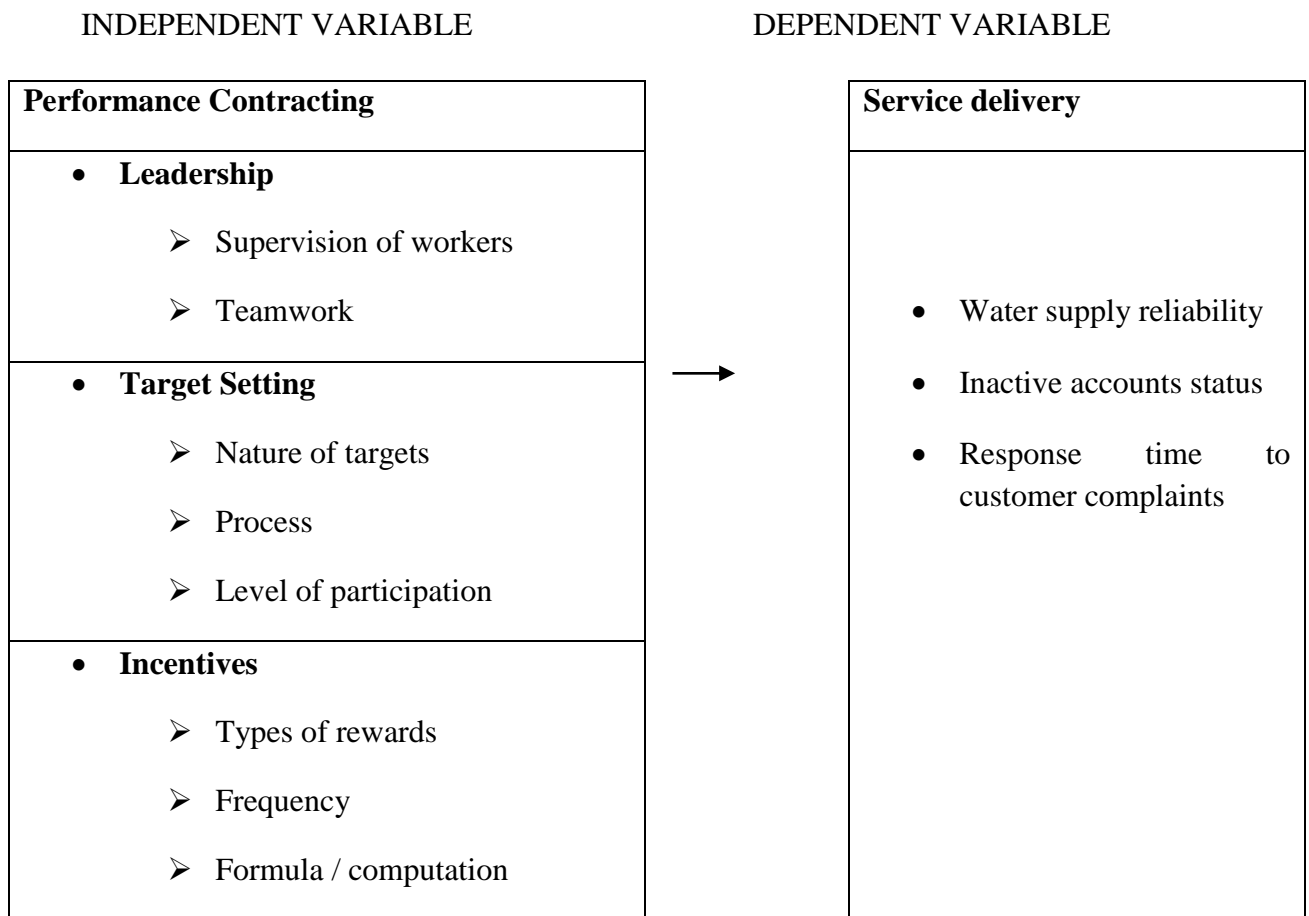 INDEPENDENT VARIABLE
DEPENDENT VARIABLE
Performance Contracting
• Leadership
➢ Supervision of workers
➢ Teamwork
• Target Setting
➢ Nature of targets
➢ Process
➢ Level of participation
• Incentives
➢ Types of rewards
➢ Frequency
➢ Formula / computation
Service delivery
• Water supply reliability
• Inactive accounts status
• Response time to
customer complaints